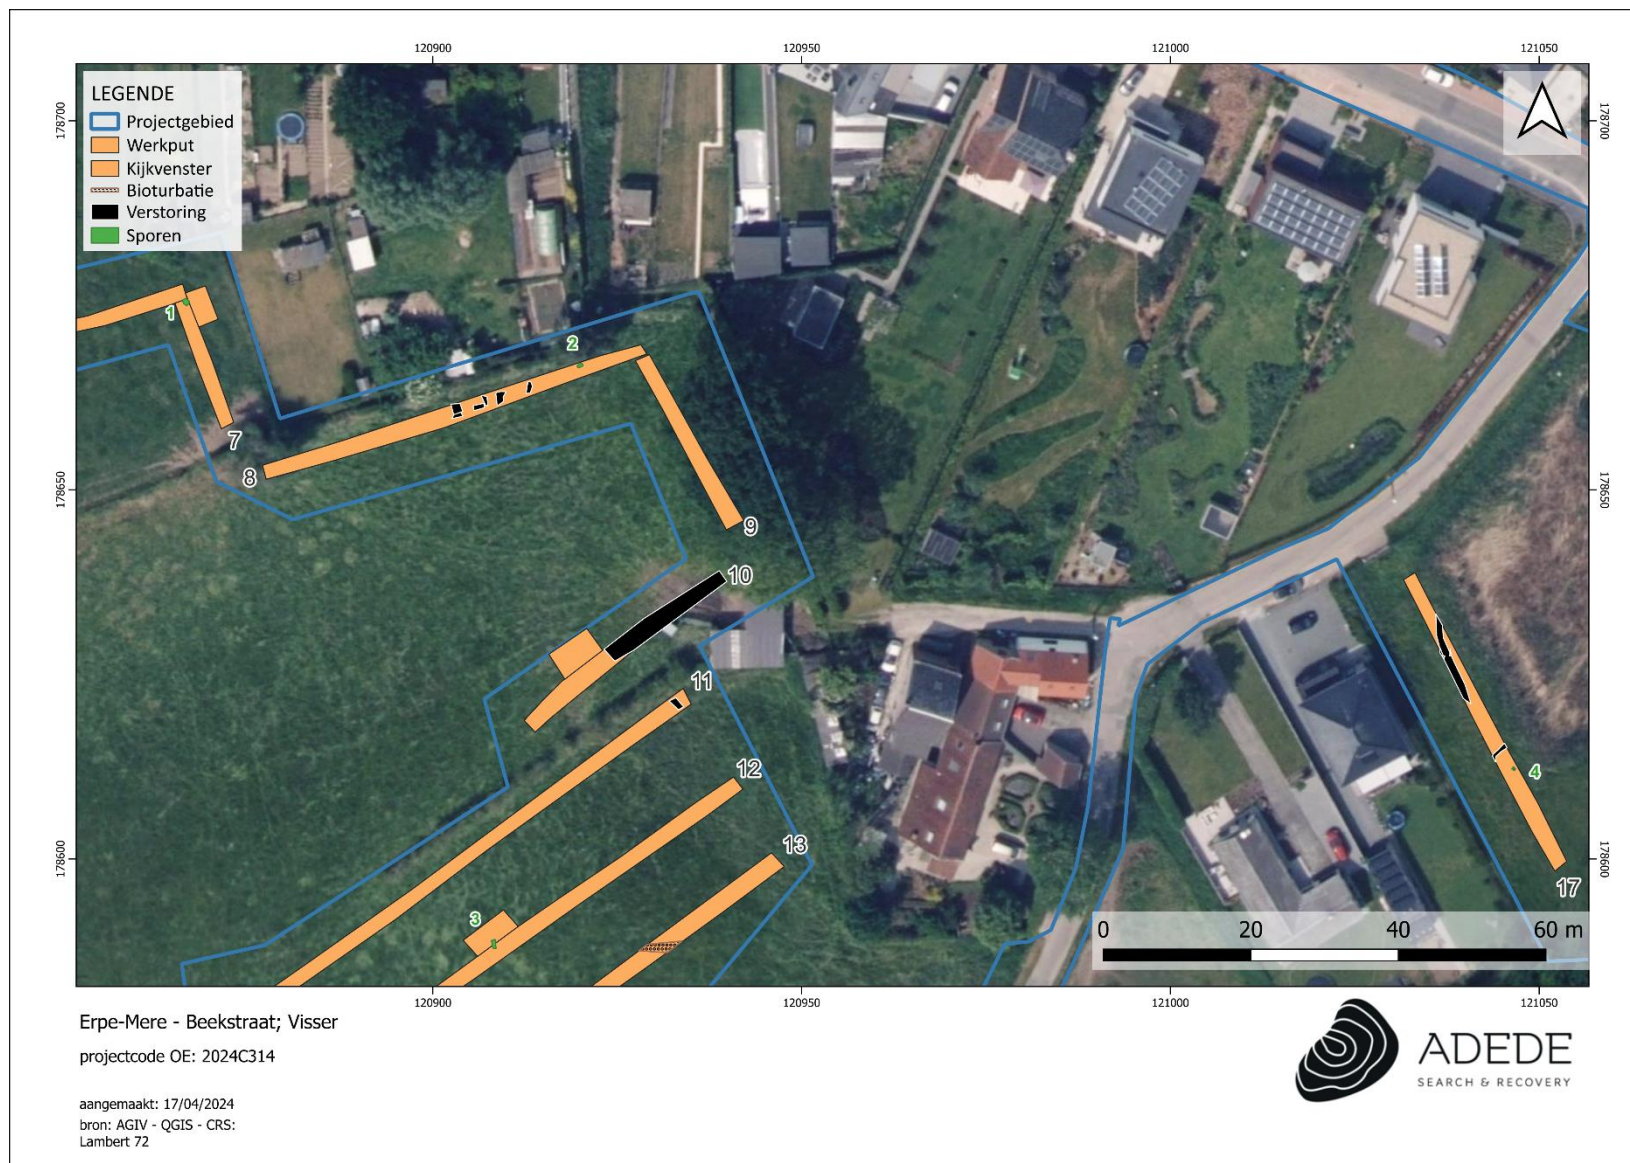 120900
120950
121000
121050
LEGENDE
Projectgebied
Werkput
Kijkvenster
Bioturbatie
Verstoring
Sporen
178700
178700
1
2
7
8
178650
178650
9
10
11
12
4
13
178600
178600
17
3
0 20 40 60 m
120900
120950
121000
121050
Erpe-Mere - Beekstraat; Visser
projectcode OE: 2024C314
aangemaakt: 17/04/2024
bron: AGIV - QGIS - CRS:
Lambert 72
ADEDE
SEARCH & RECOVERY